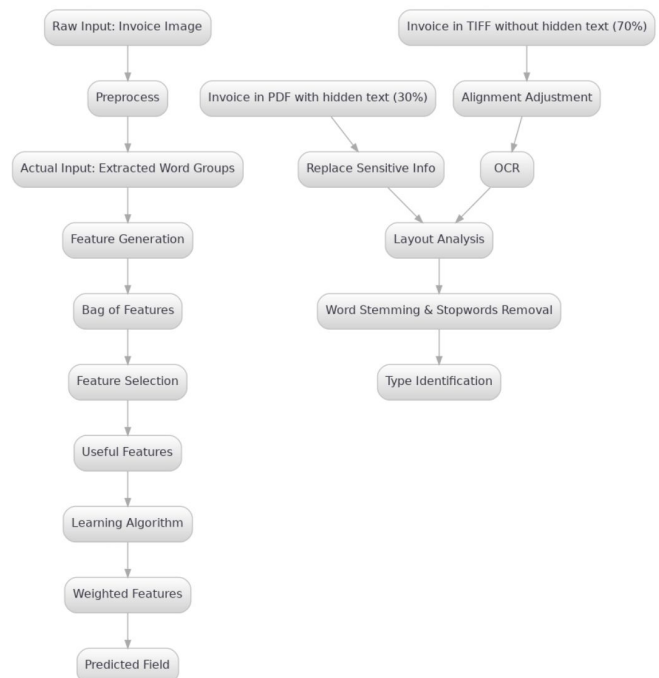 Raw Input: Invoice Image
Invoice in TIFF without hidden text (70%)
Preprocess
Invoice in PDF with hidden text (30%)
Alignment Adjustment
Actual Input: Extracted Word Groups
Replace Sensitive Info
OCR
Feature Generation
Layout Analysis
Bag of Features
Word Stemming & Stopwords Removal
Feature Selection
Type Identification
Useful Features
Learning Algorithm
Weighted Features
Predicted Field